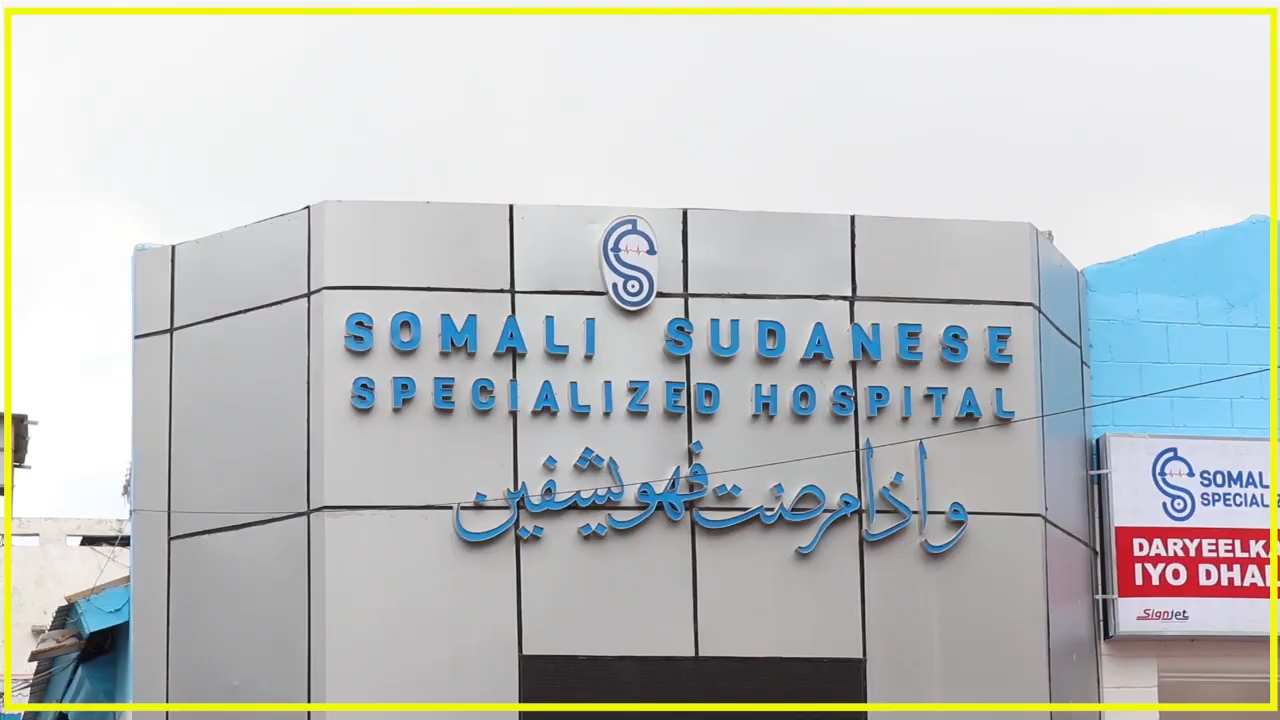 SOMALI SUDANESE
SPECIALIZED HOSPITAL
واذا مرضت فهو يشفين
SOMAL
SPECIAL
DARYEELKA
IYO DHA
Signjet